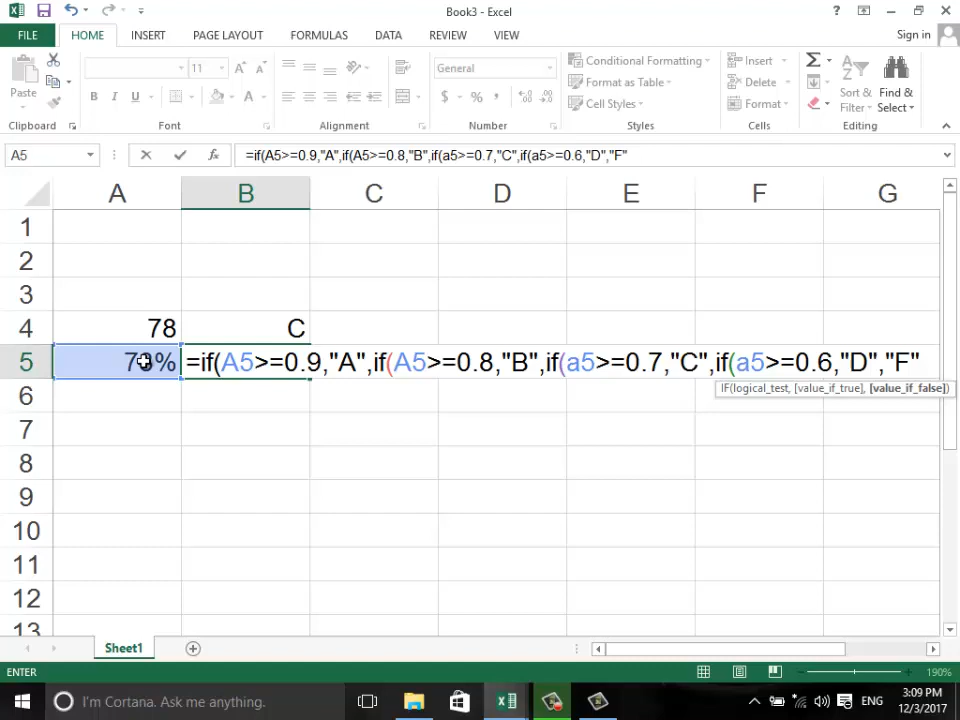 Book3 - Excel
?
FILE HOME INSERT PAGE LAYOUT FORMULAS DATA REVIEW VIEW Sign in
Paste
11 A A
B I U A
General
$ % ,
Conditional Formatting
Format as Table
Cell Styles
Insert
Delete
Format
Sort & Filter
Find & Select
Clipboard Font Alignment Number Styles Cells Editing
A5 fx =if(A5>=0.9,"A",if(A5>=0.8,"B",if(a5>=0.7,"C",if(a5>=0.6,"D","F"
A B C D E F G
1
2
3
4 78 C
5 =if(A5>=0.9,"A",if(A5>=0.8,"B",if(a5>=0.7,"C",if(a5>=0.6,"D","F"
IF(logical_test, [value_if_true], [value_if_false])
6
7
8
9
10
11
12
13
Sheet1
ENTER 190%
I'm Cortana. Ask me anything. ENG 3:09 PM
12/3/2017